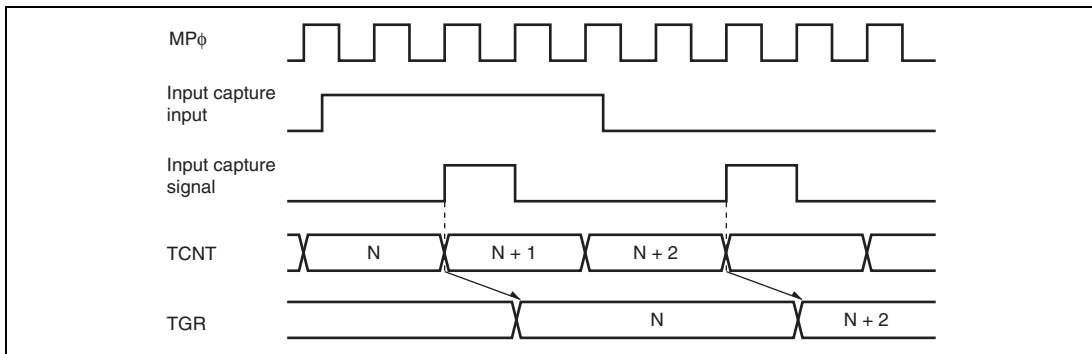 MPφ
Input capture
input
Input capture
signal
TCNT
N
N + 1
N + 2
TGR
N
N + 2